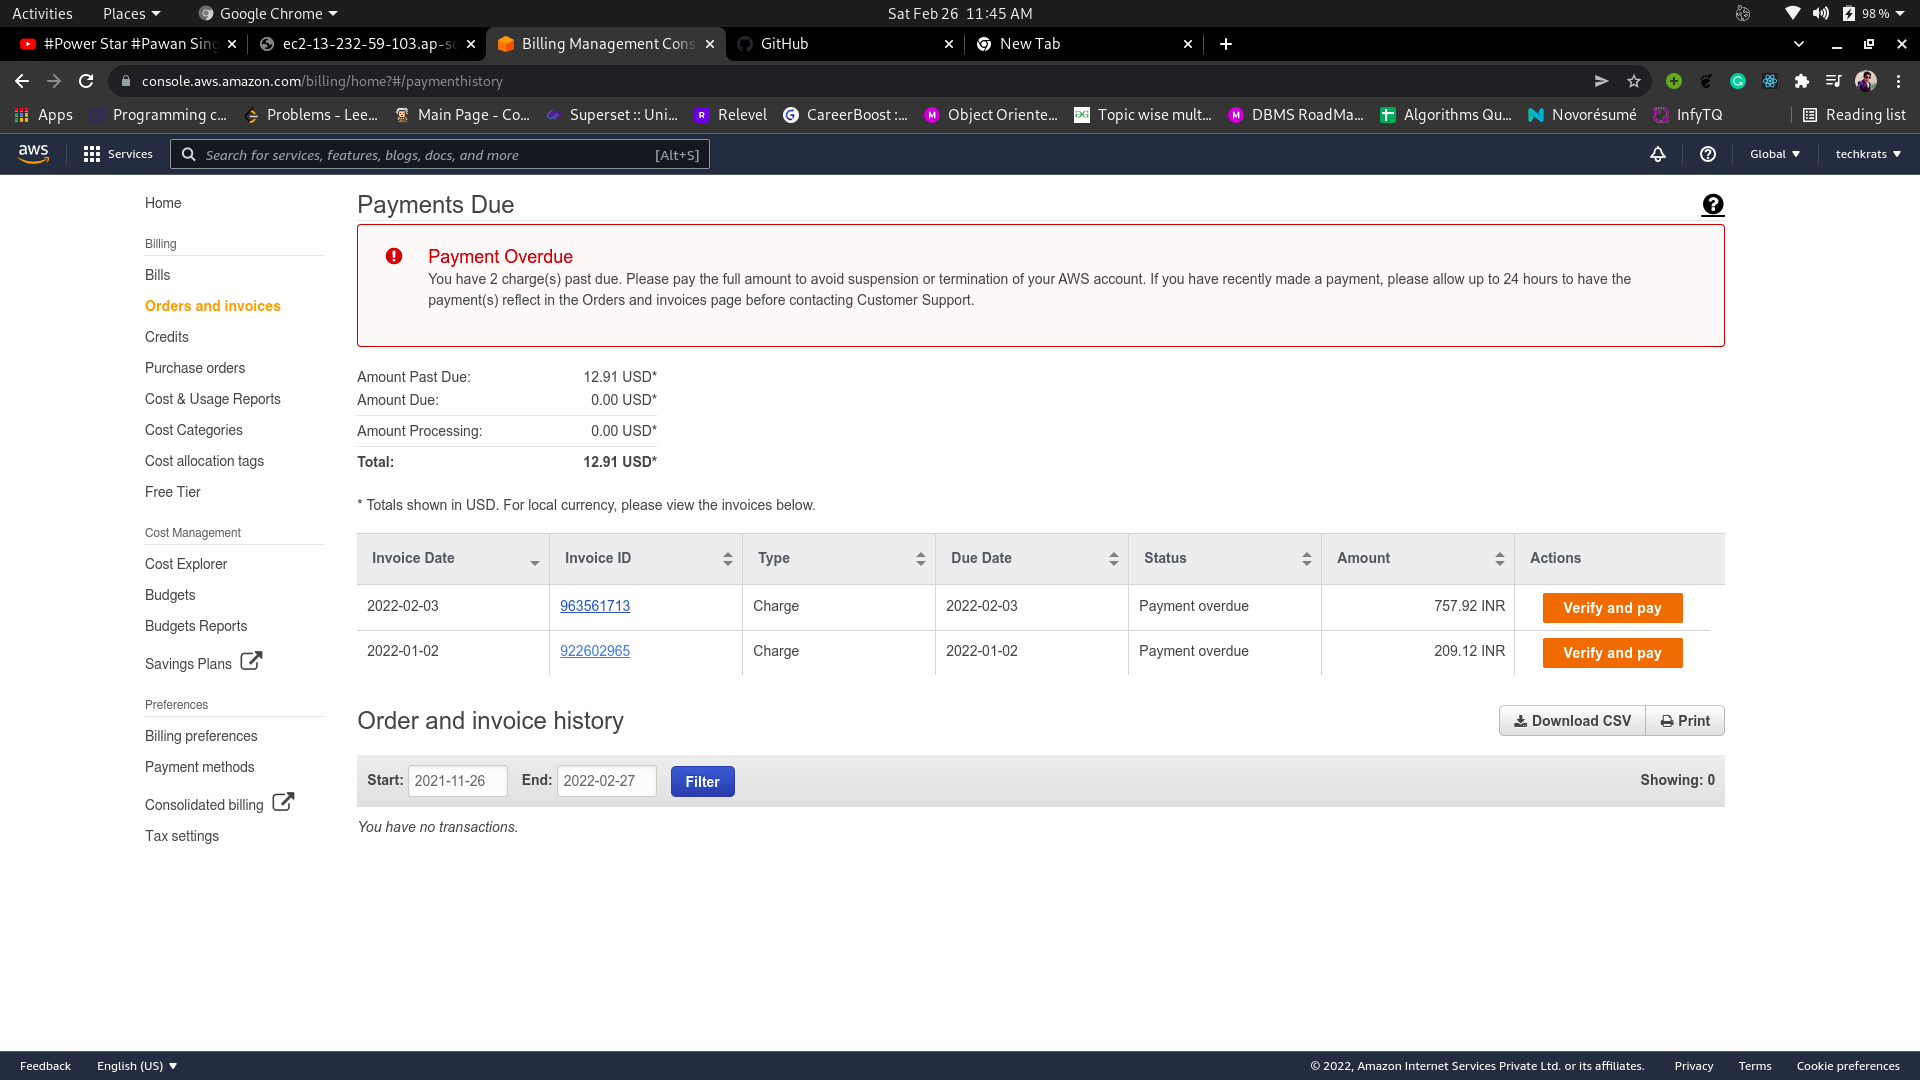 Activities Places Google Chrome Sat Feb 26 11:45 AM 98 %
#Power Star #Pawan Sing ec2-13-232-59-103.ap-so Billing Management Cons GitHub New Tab
console.aws.amazon.com/billing/home?#/paymenthistory
Apps Programming c... Problems - Lee... Main Page - Co... Superset :: Uni... Relevel CareerBoost :... Object Oriente... Topic wise mult... DBMS RoadMa... Algorithms Qu... Novorésumé InfyTQ Reading list
aws Services Search for services, features, blogs, docs, and more [Alt+S] Global techkrats
Home
Billing
Bills
Orders and invoices
Credits
Purchase orders
Cost & Usage Reports
Cost Categories
Cost allocation tags
Free Tier
Cost Management
Cost Explorer
Budgets
Budgets Reports
Savings Plans
Preferences
Billing preferences
Payment methods
Consolidated billing
Tax settings
Payments Due
Payment Overdue
You have 2 charge(s) past due. Please pay the full amount to avoid suspension or termination of your AWS account. If you have recently made a payment, please allow up to 24 hours to have the
payment(s) reflect in the Orders and invoices page before contacting Customer Support.
Amount Past Due: 12.91 USD*
Amount Due: 0.00 USD*
Amount Processing: 0.00 USD*
Total: 12.91 USD*
* Totals shown in USD. For local currency, please view the invoices below.
Invoice Date Invoice ID Type Due Date Status Amount Actions
2022-02-03 963561713 Charge 2022-02-03 Payment overdue 757.92 INR Verify and pay
2022-01-02 922602965 Charge 2022-01-02 Payment overdue 209.12 INR Verify and pay
Order and invoice history Download CSV Print
Start: 2021-11-26 End: 2022-02-27 Filter Showing: 0
You have no transactions.
Feedback English (US) © 2022, Amazon Internet Services Private Ltd. or its affiliates. Privacy Terms Cookie preferences